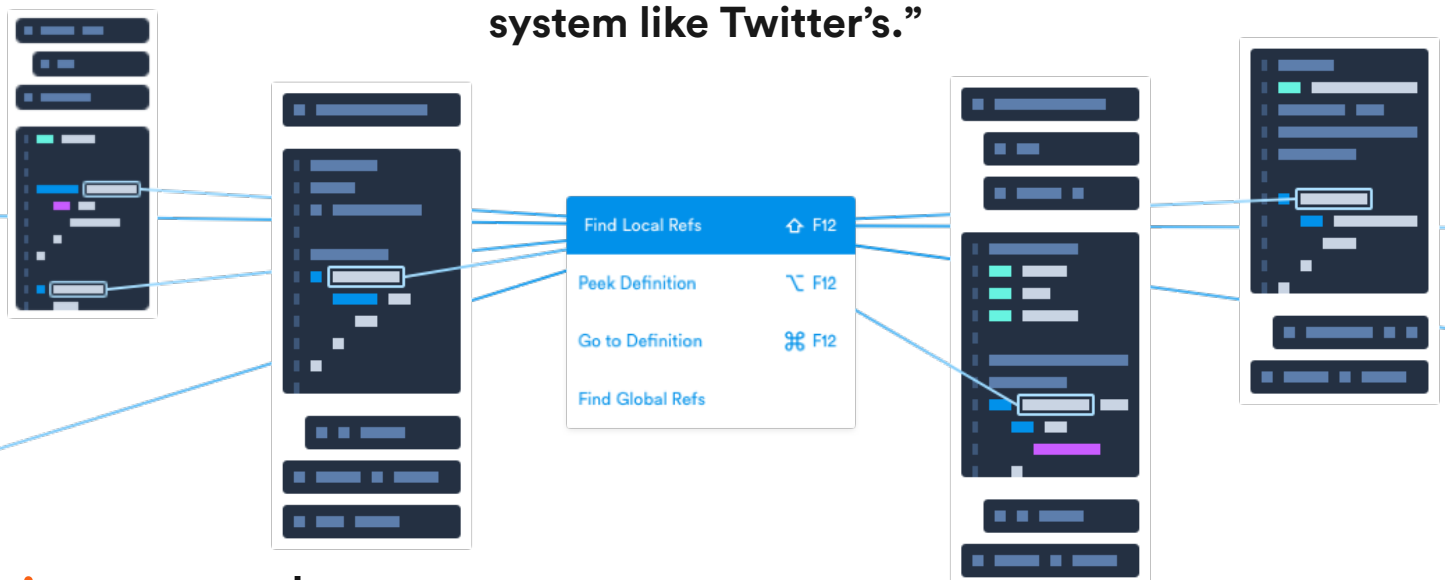 system like Twitter’s.”
Find Local Refs ⇧ F12
Peek Definition ⌥ F12
Go to Definition ⌘ F12
Find Global Refs